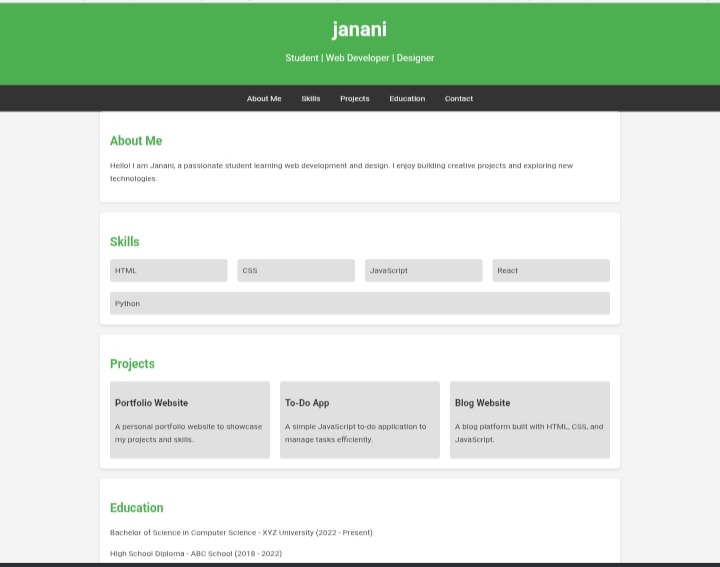 janani
Student | Web Developer | Designer
About Me Skills Projects Education Contact
About Me
Hello! I am Janani, a passionate student learning web development and design. I enjoy building creative projects and exploring new
technologies.
Skills
HTML CSS JavaScript React
Python
Projects
Portfolio Website
A personal portfolio website to showcase
my projects and skills.
To-Do App
A simple JavaScript to-do application to
manage tasks efficiently.
Blog Website
A blog platform built with HTML, CSS, and
JavaScript.
Education
Bachelor of Science in Computer Science - XYZ University (2022 - Present)
High School Diploma - ABC School (2018 - 2022)